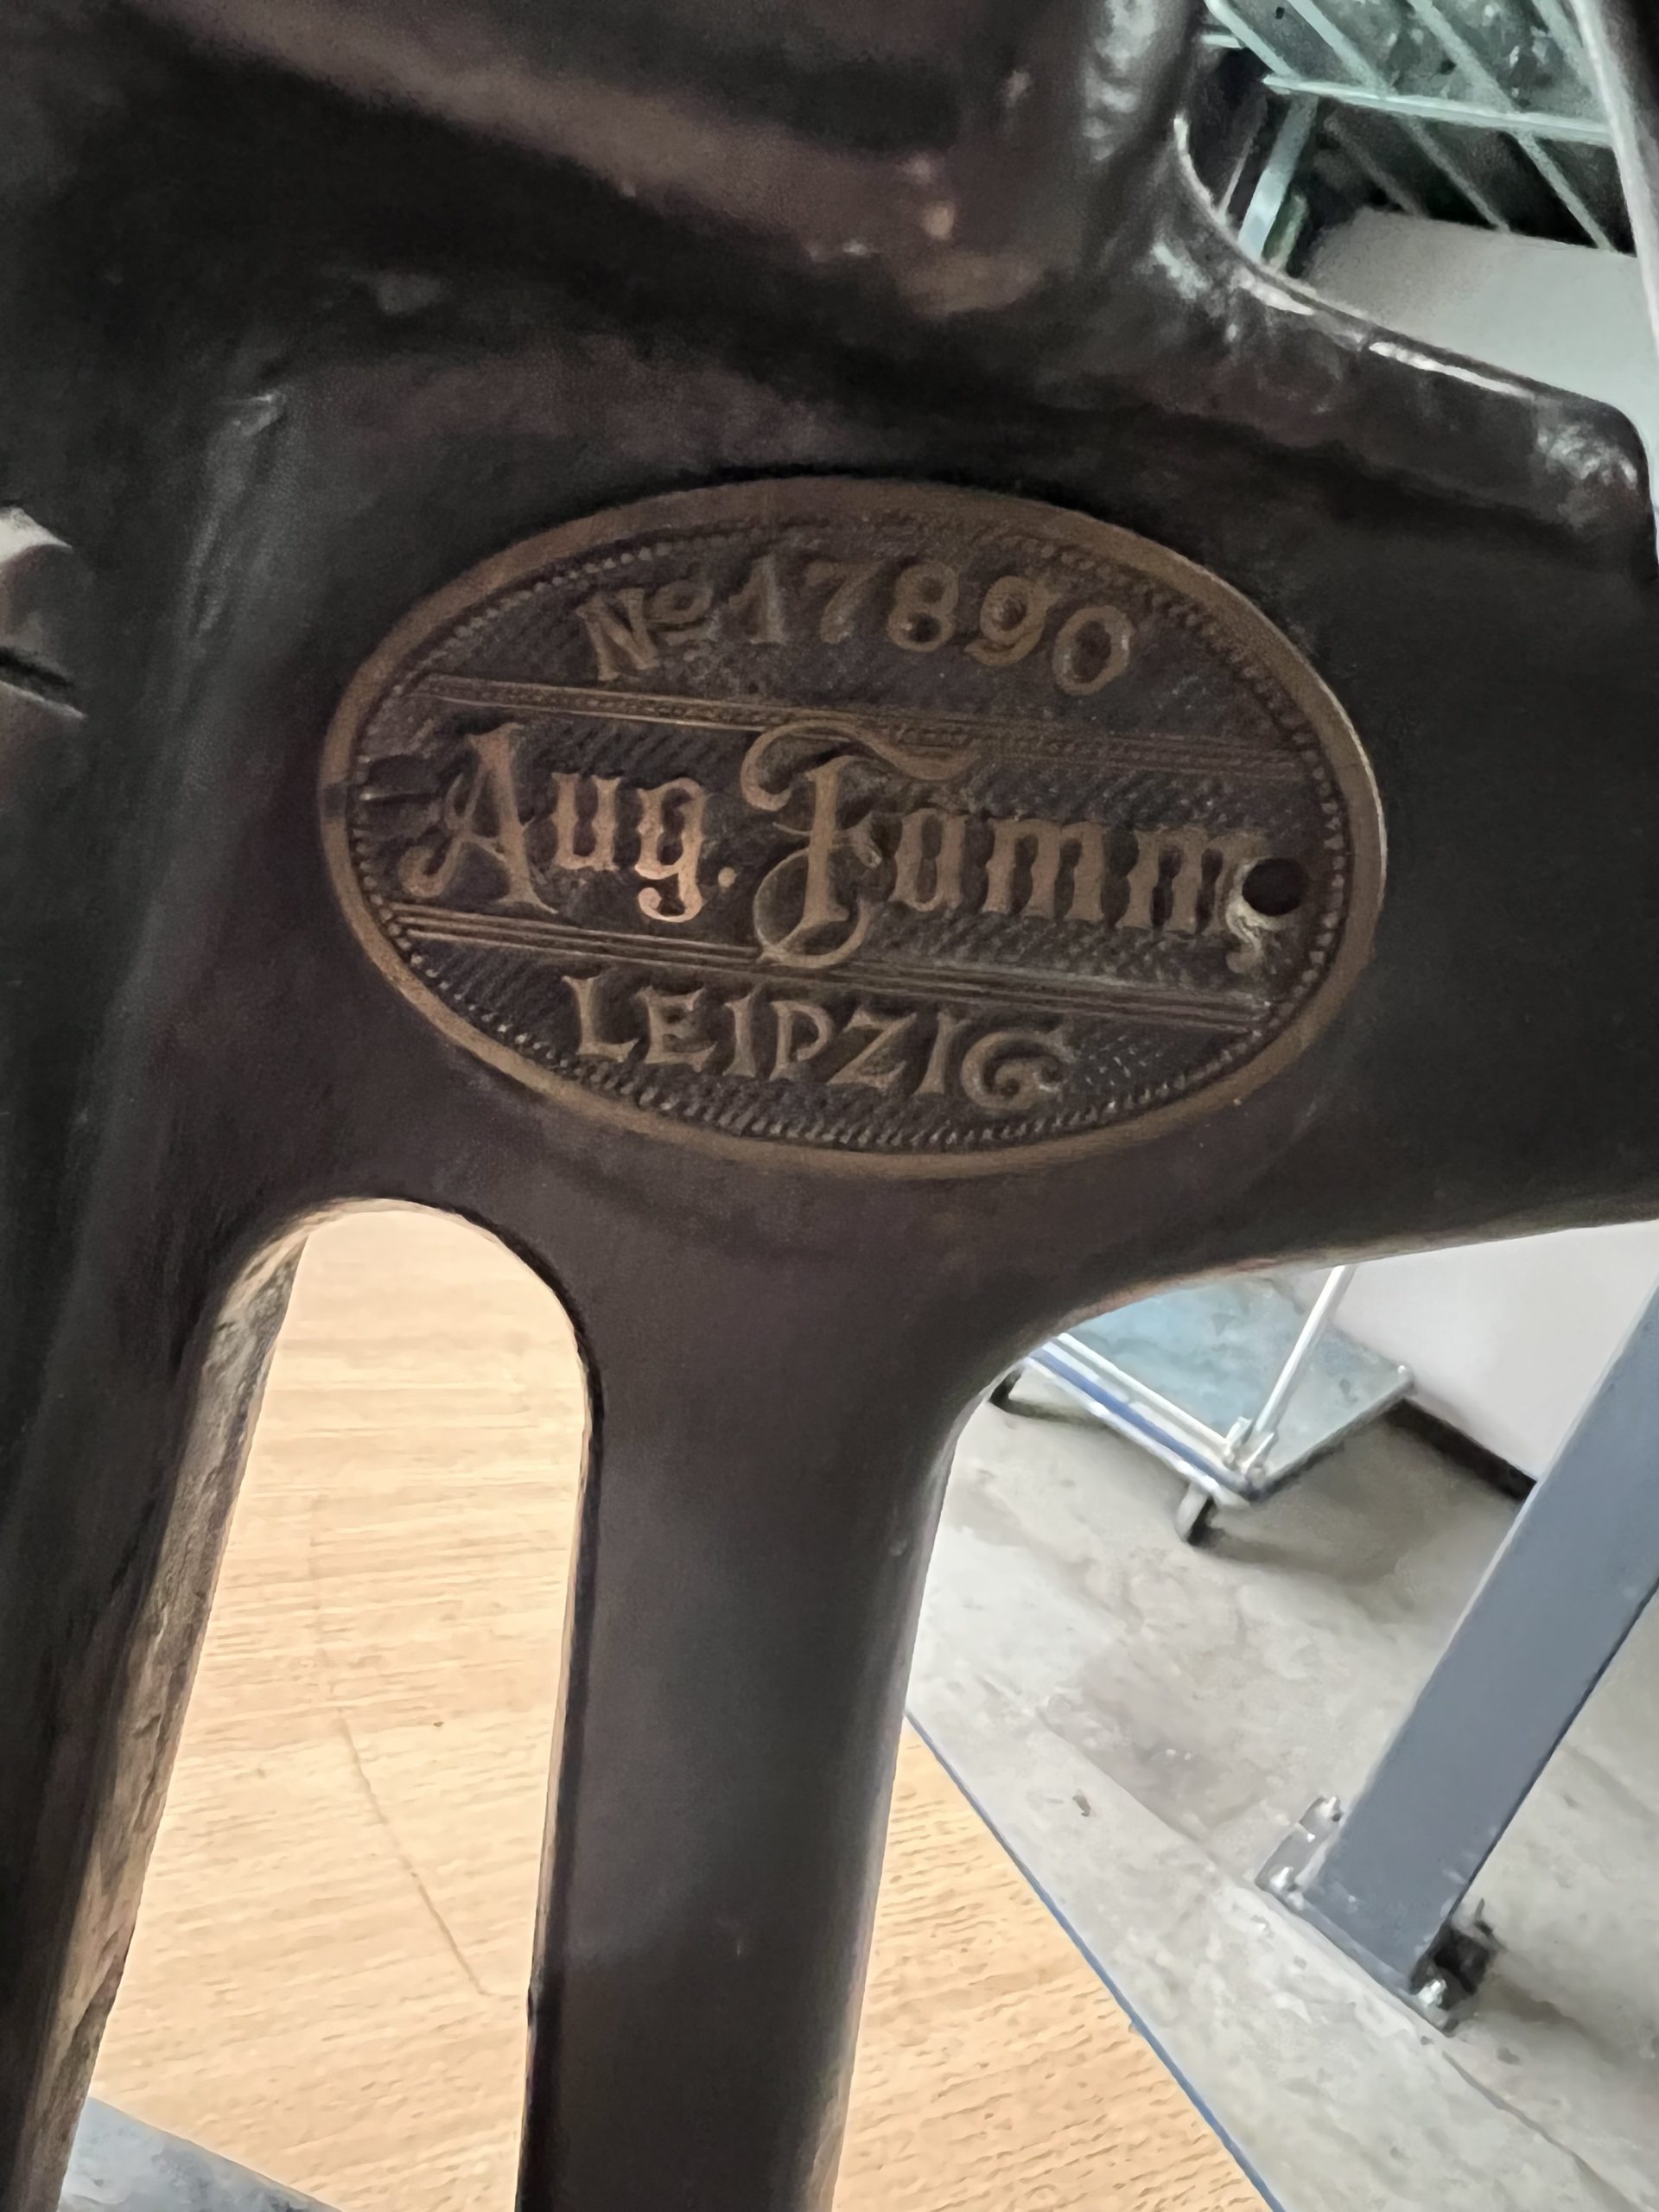 No 17890
Aug. Fomm,
LEIPZIG